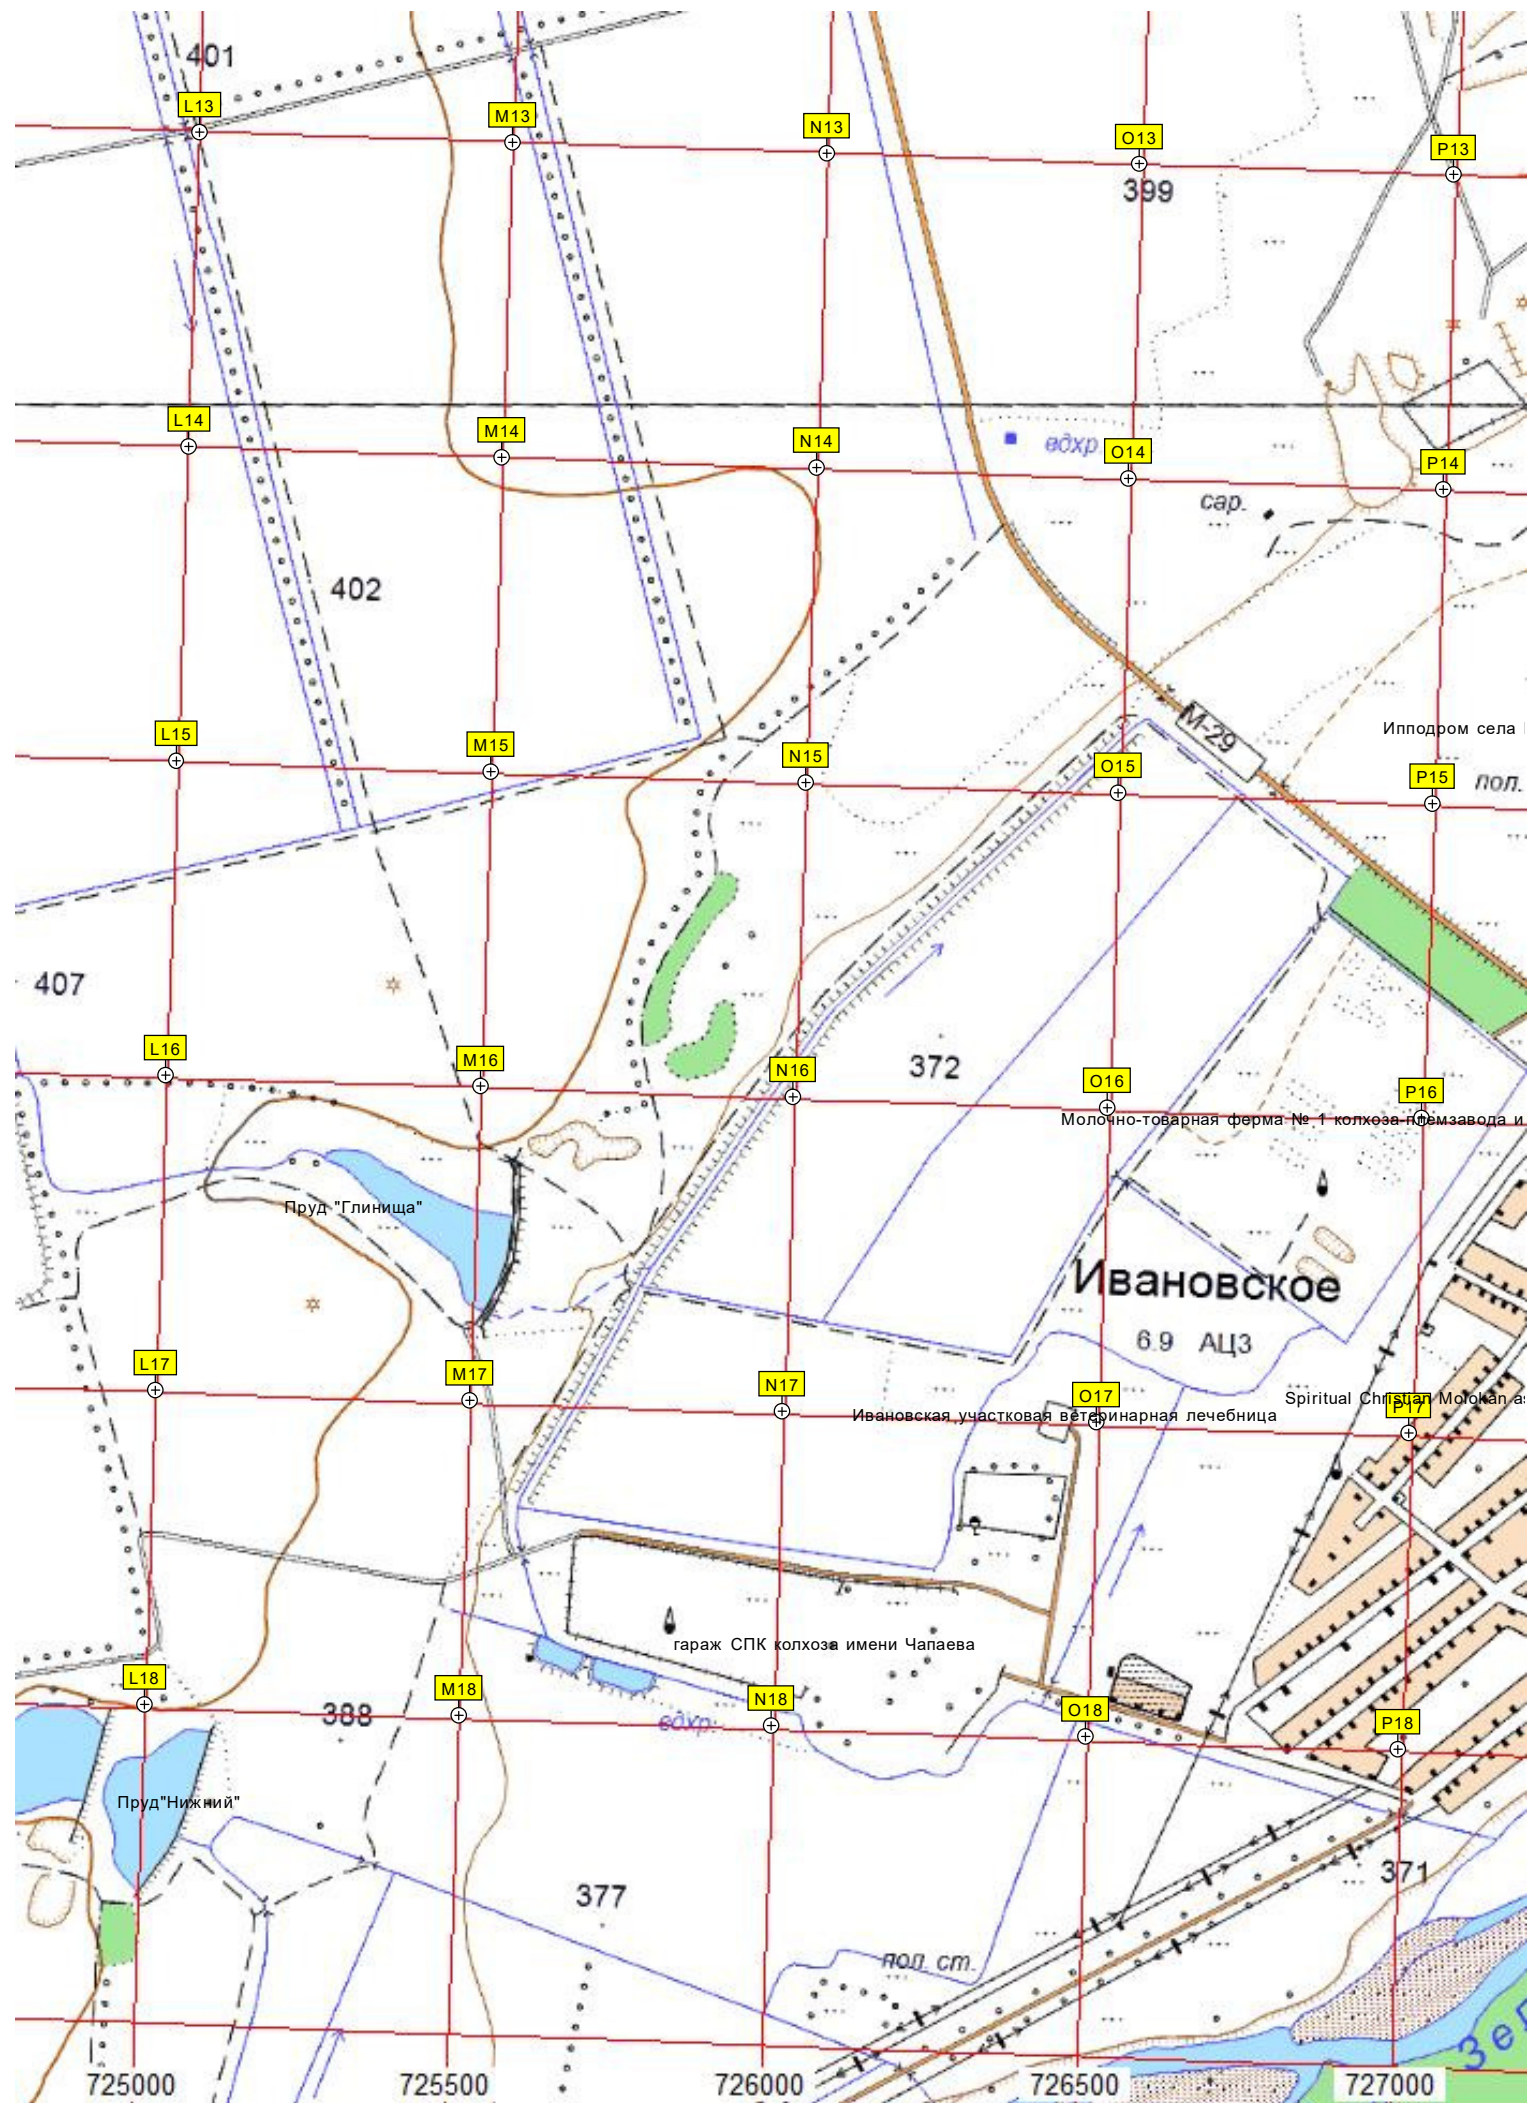 401
L13
M13
N13
O13
P13
399
L14
M14
N14
O14
P14
вдхр.
сар.
402
М-29
Ипподром села
L15
M15
N15
O15
P15
пол.
407
372
L16
M16
N16
O16
P16
Молочно-товарная ферма № 1 колхоза-племзавода и
Пруд "Глинища"
Ивановское
6.9 АЦЗ
L17
M17
N17
O17
P17
Spiritual Christian Molokan as
Ивановская участковая ветеринарная лечебница
гараж СПК колхоза имени Чапаева
L18
M18
N18
O18
P18
388
вдхр.
Пруд"Нижний"
377
371
пол. ст.
Зел
725000
725500
726000
726500
727000